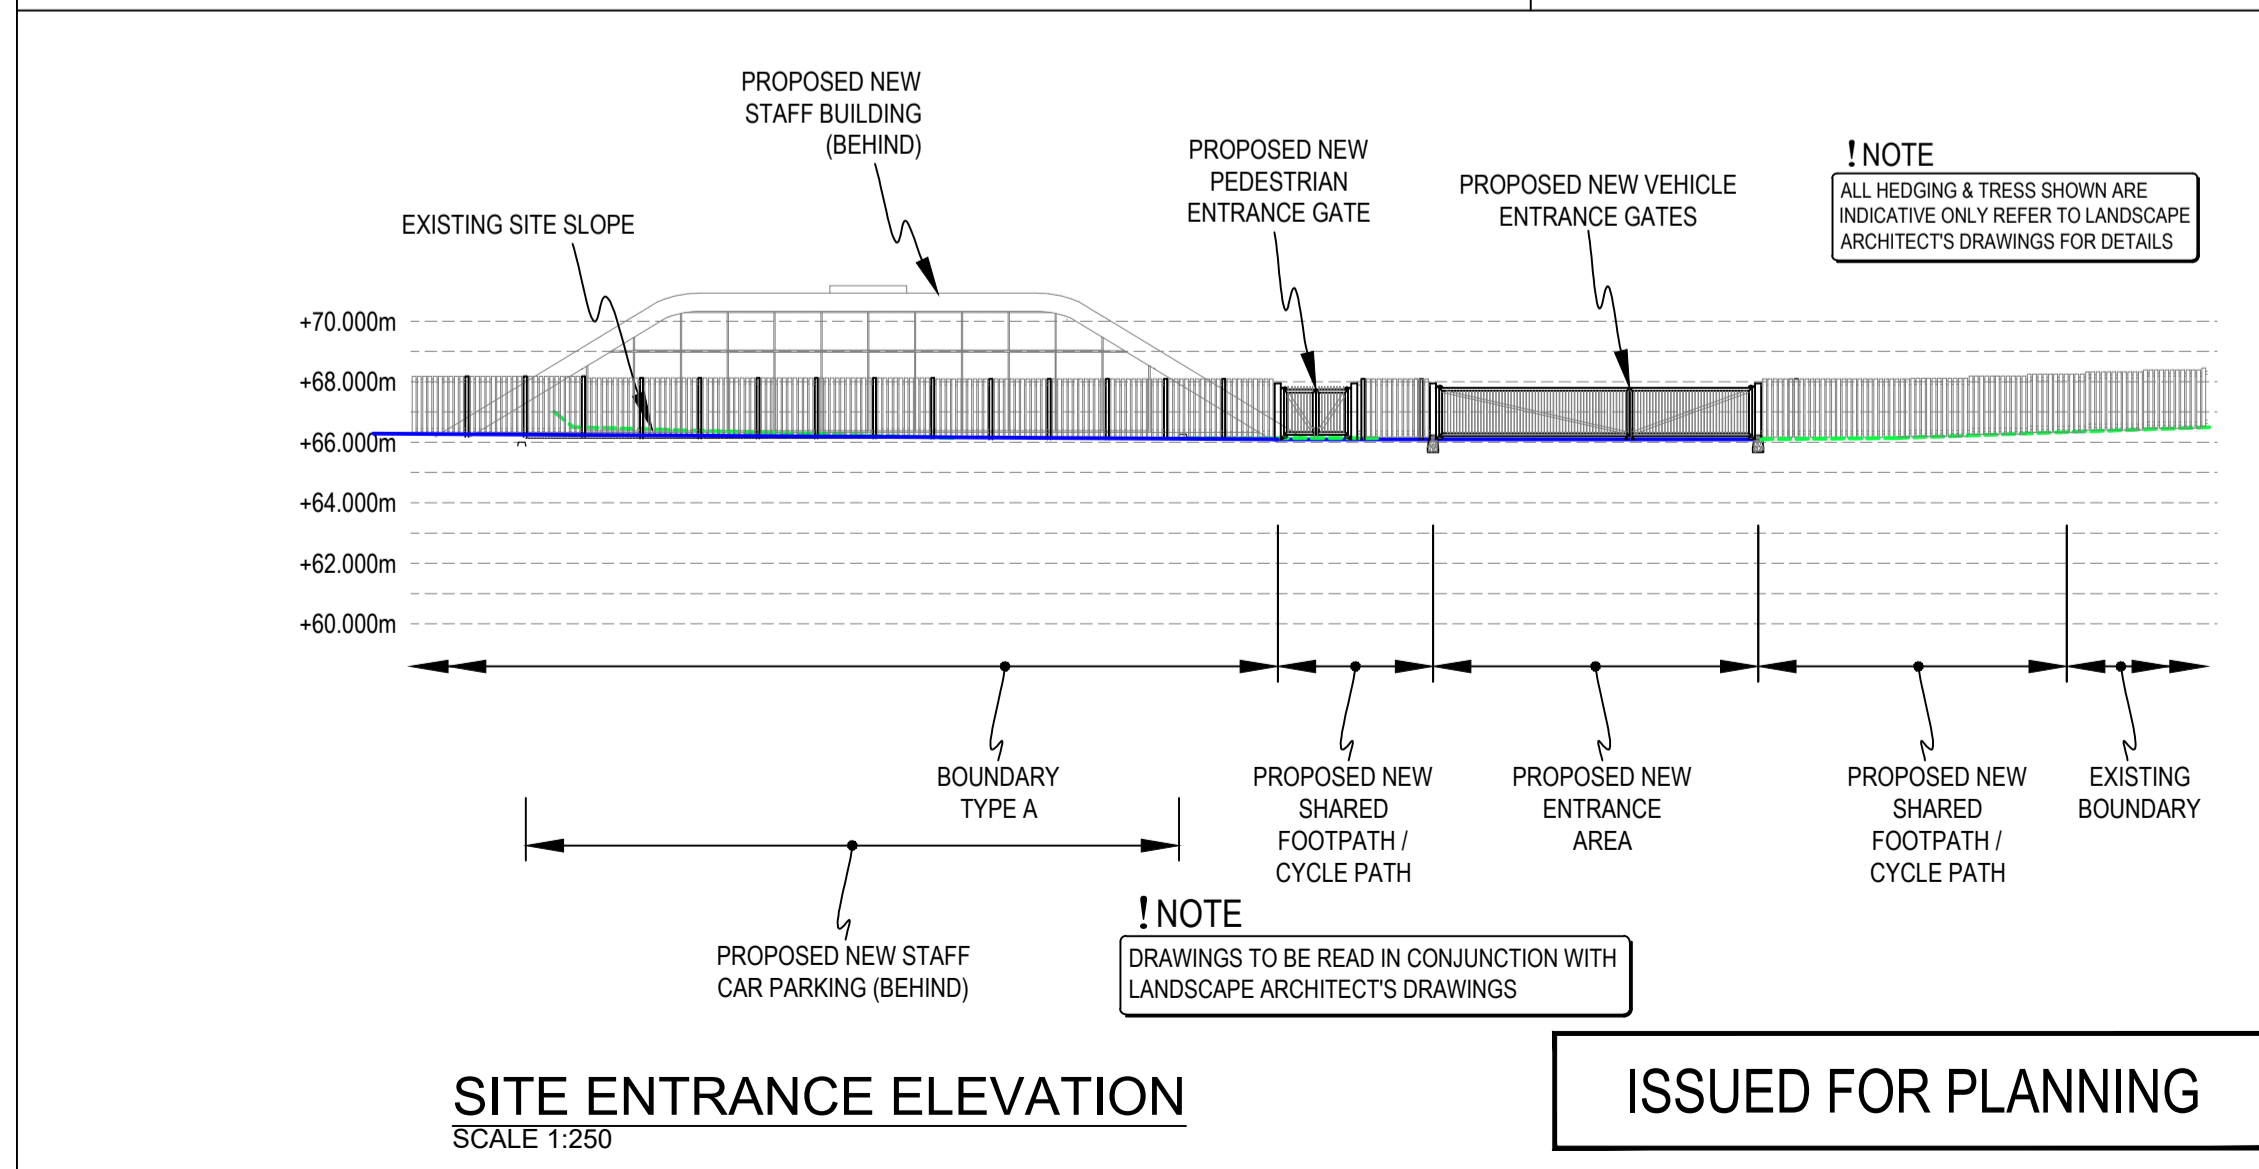 PROPOSED NEW
STAFF BUILDING
(BEHIND)
EXISTING SITE SLOPE
PROPOSED NEW
PEDESTRIAN
ENTRANCE GATE
PROPOSED NEW VEHICLE
ENTRANCE GATES
! NOTE
ALL HEDGING & TRESS SHOWN ARE
INDICATIVE ONLY REFER TO LANDSCAPE
ARCHITECT'S DRAWINGS FOR DETAILS
+70.000m
+68.000m
+66.000m
+64.000m
+62.000m
+60.000m
BOUNDARY
TYPE A
PROPOSED NEW
SHARED
FOOTPATH /
CYCLE PATH
PROPOSED NEW
ENTRANCE
AREA
PROPOSED NEW
SHARED
FOOTPATH /
CYCLE PATH
EXISTING
BOUNDARY
PROPOSED NEW STAFF
CAR PARKING (BEHIND)
! NOTE
DRAWINGS TO BE READ IN CONJUNCTION WITH
LANDSCAPE ARCHITECT'S DRAWINGS
SITE ENTRANCE ELEVATION
SCALE 1:250
ISSUED FOR PLANNING